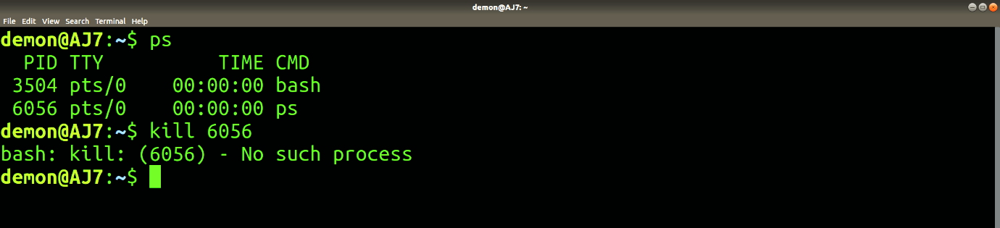 demon@AJ7: ~
File Edit View Search Terminal Help
demon@AJ7:~$ ps
  PID TTY          TIME CMD
 3504 pts/0    00:00:00 bash
 6056 pts/0    00:00:00 ps
demon@AJ7:~$ kill 6056
bash: kill: (6056) - No such process
demon@AJ7:~$